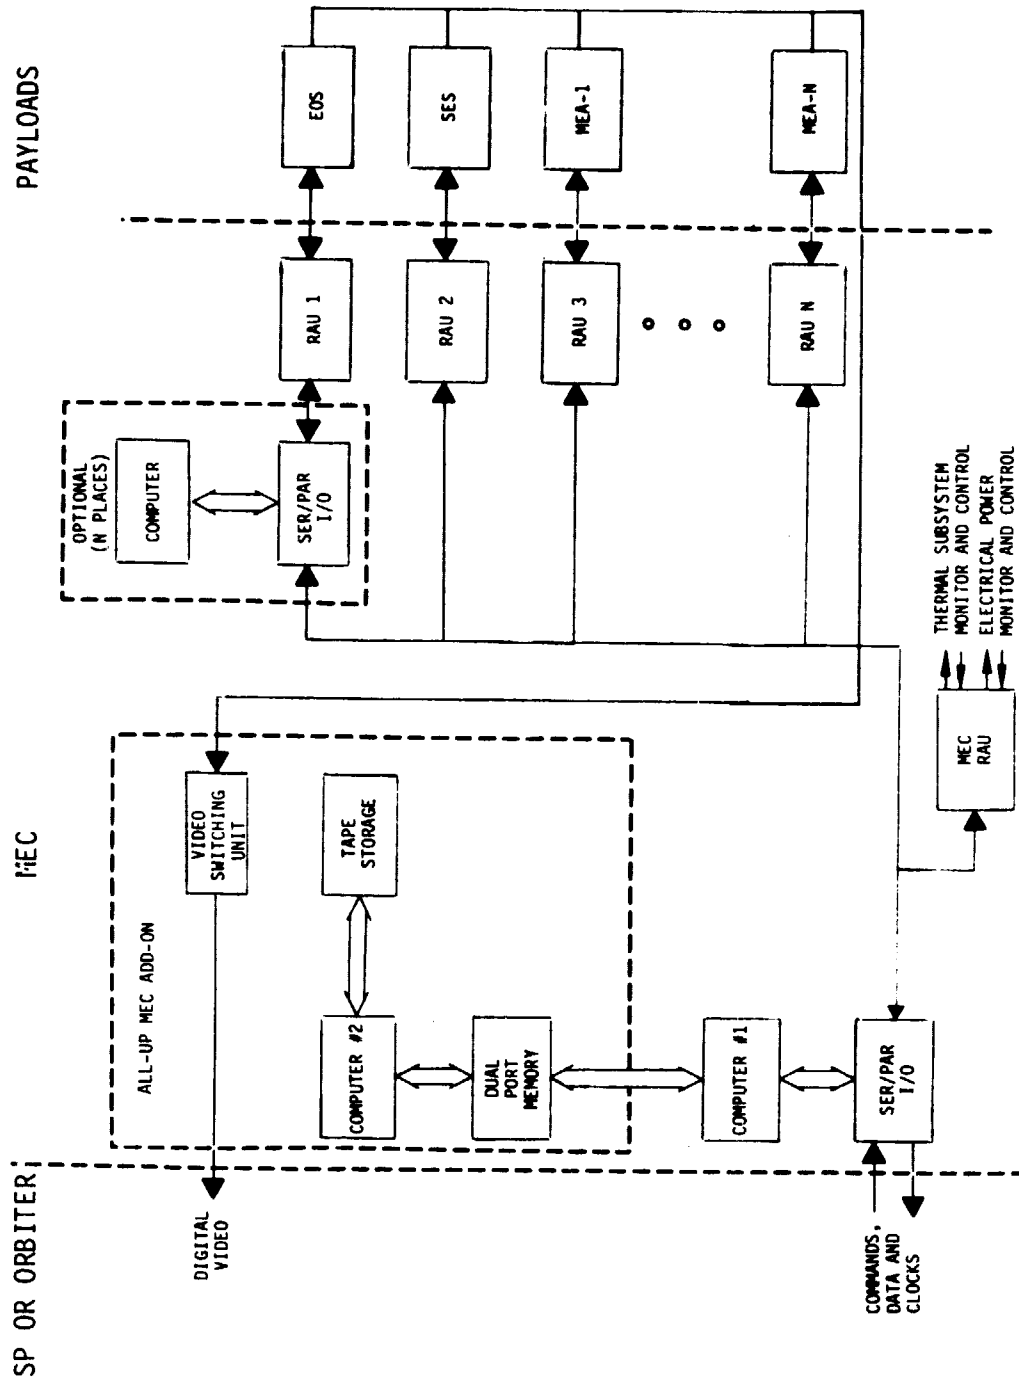 SP OR ORBITER
MEC
PAYLOADS
OPTIONAL
(N PLACES)
COMPUTER
SER/PAR
I/O
ALL-UP MEC ADD-ON
DIGITAL
VIDEO
VIDEO
SWITCHING
UNIT
RAU 1
EOS
COMPUTER #2
TAPE
STORAGE
RAU 2
SES
DUAL
PORT
MEMORY
RAU 3
MEA-1
COMPUTER #1
RAU N
MEA-N
COMMANDS,
DATA AND
CLOCKS
SER/PAR
I/O
MEC
RAU
THERMAL SUBSYSTEM
MONITOR AND CONTROL
ELECTRICAL POWER
MONITOR AND CONTROL